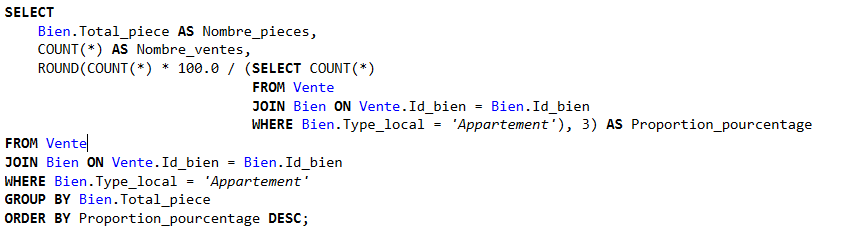 SELECT
Bien.Total_piece AS Nombre_pieces,
COUNT(*) AS Nombre_ventes,
ROUND(COUNT(*) * 100.0 / (SELECT COUNT(*)
FROM Vente
JOIN Bien ON Vente.Id_bien = Bien.Id_bien
WHERE Bien.Type_local = 'Appartement'), 3) AS Proportion_pourcentage
FROM Vente
JOIN Bien ON Vente.Id_bien = Bien.Id_bien
WHERE Bien.Type_local = 'Appartement'
GROUP BY Bien.Total_piece
ORDER BY Proportion_pourcentage DESC;